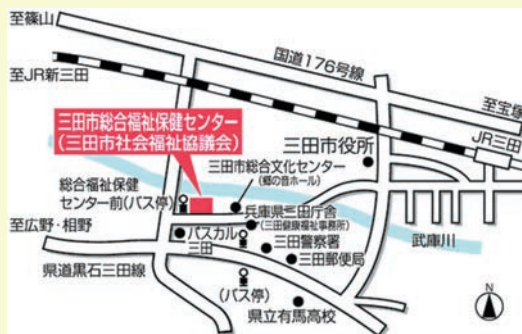 至篠山
国道176号線
至JR新三田
至宝塚
JR三田
三田市総合福祉保健センター
(三田市社会福祉協議会)
三田市役所
三田市総合文化センター
(郷の音ホール)
総合福祉保健
センター前(バス停)
兵庫県三田庁舎
(三田健康福祉事務所)
至広野・相野
パスカル
三田
三田警察署
武庫川
三田郵便局
県道黒石三田線
(バス停)
県立有馬高校
N